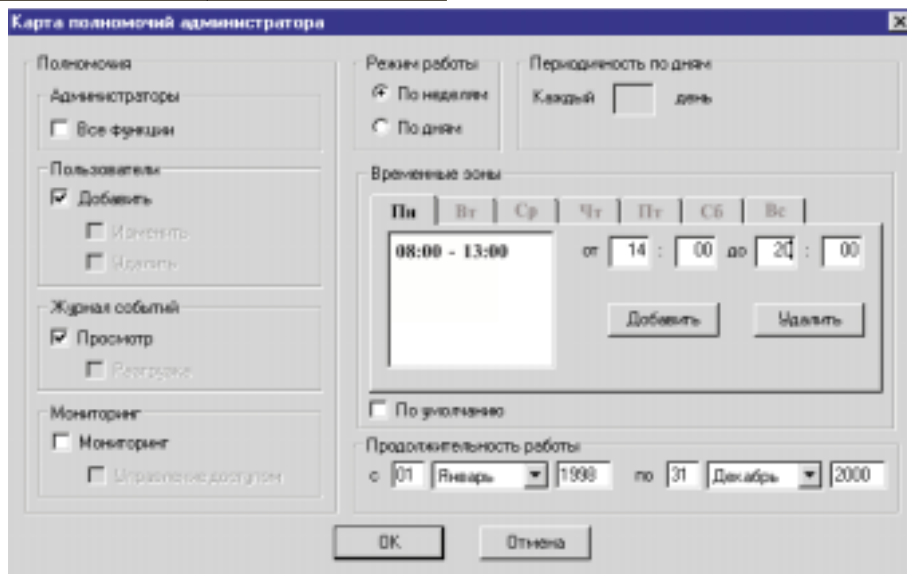 Карта полномочий администратора
Полномочия
Администраторы
Все функции
Пользователи
Добавить
Изменить
Удалить
Журнал событий
Просмотр
Разгрузка
Мониторинг
Мониторинг
Управление доступом
Режим работы
По неделям
По дням
Периодичность по дням
Каждый день
Временные зоны
Пн Вт Ср Чт Пт Сб Вс
08:00 - 13:00
от 14 : 00 до 20 : 00
Добавить Удалить
По умолчанию
Продолжительность работы
с 01 Январь 1998 по 31 Декабрь 2000
OK Отмена